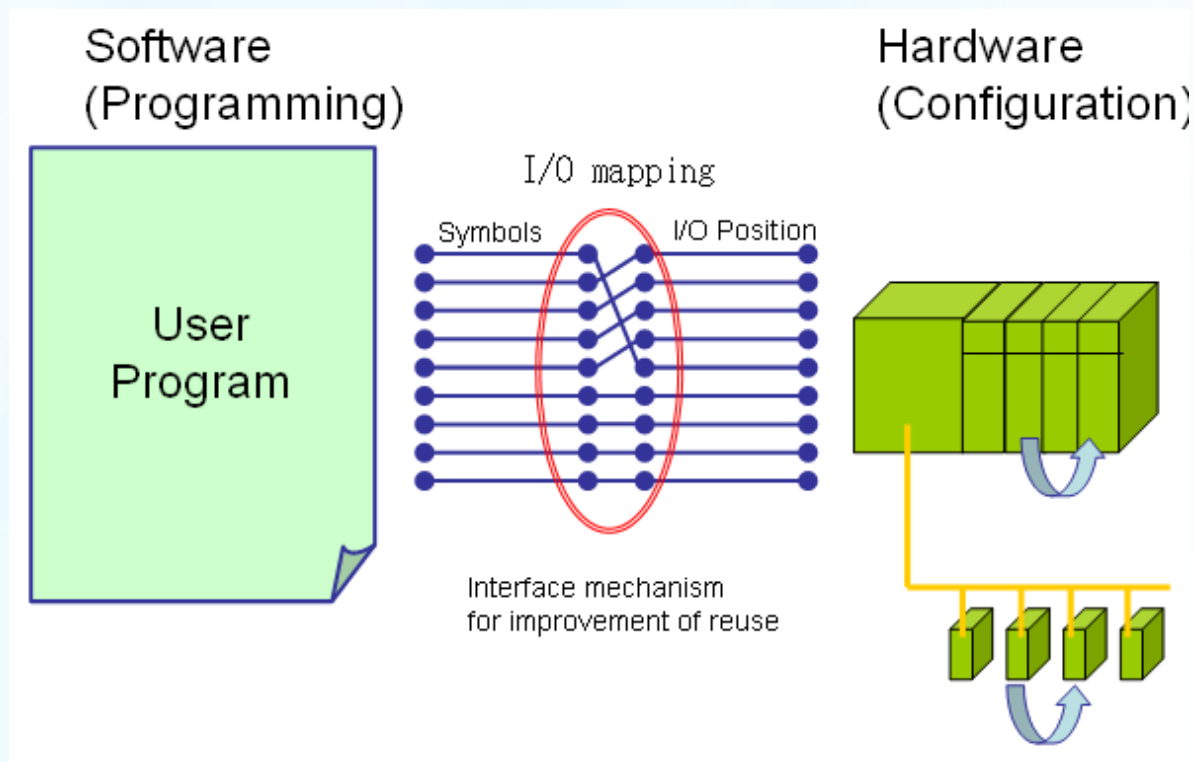 Software
(Programming)
Hardware
(Configuration)
I/O mapping
Symbols
I/O Position
User
Program
Interface mechanism
for improvement of reuse